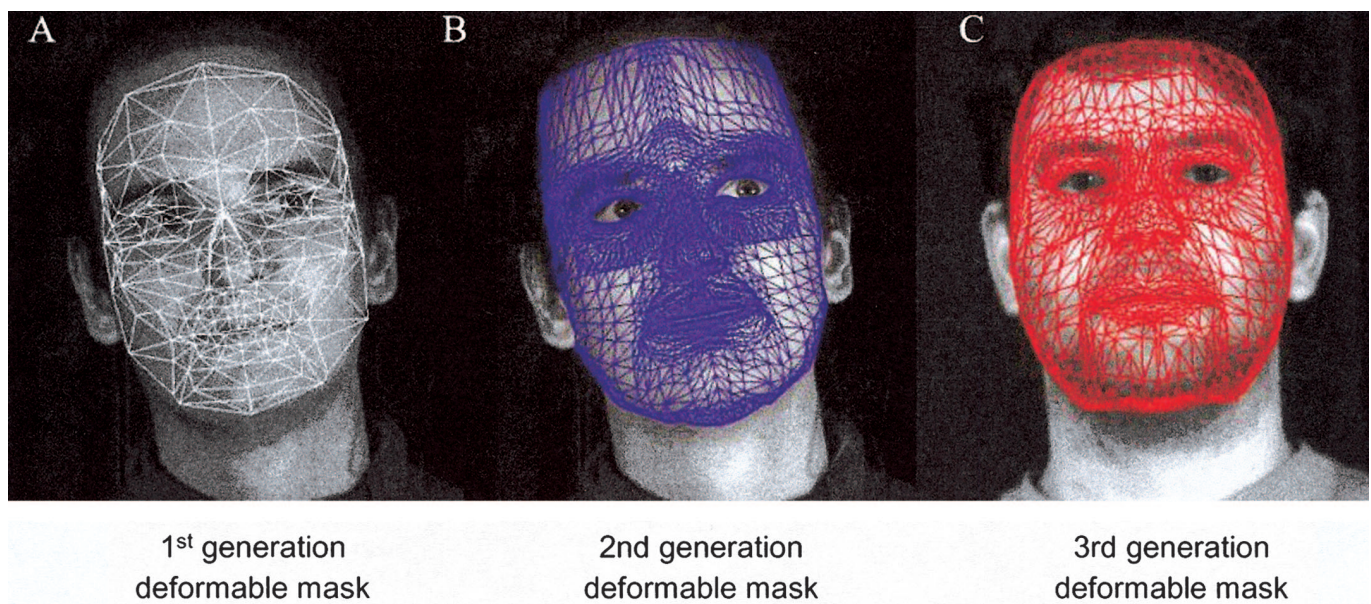 A B C
1st generation
deformable mask
2nd generation
deformable mask
3rd generation
deformable mask